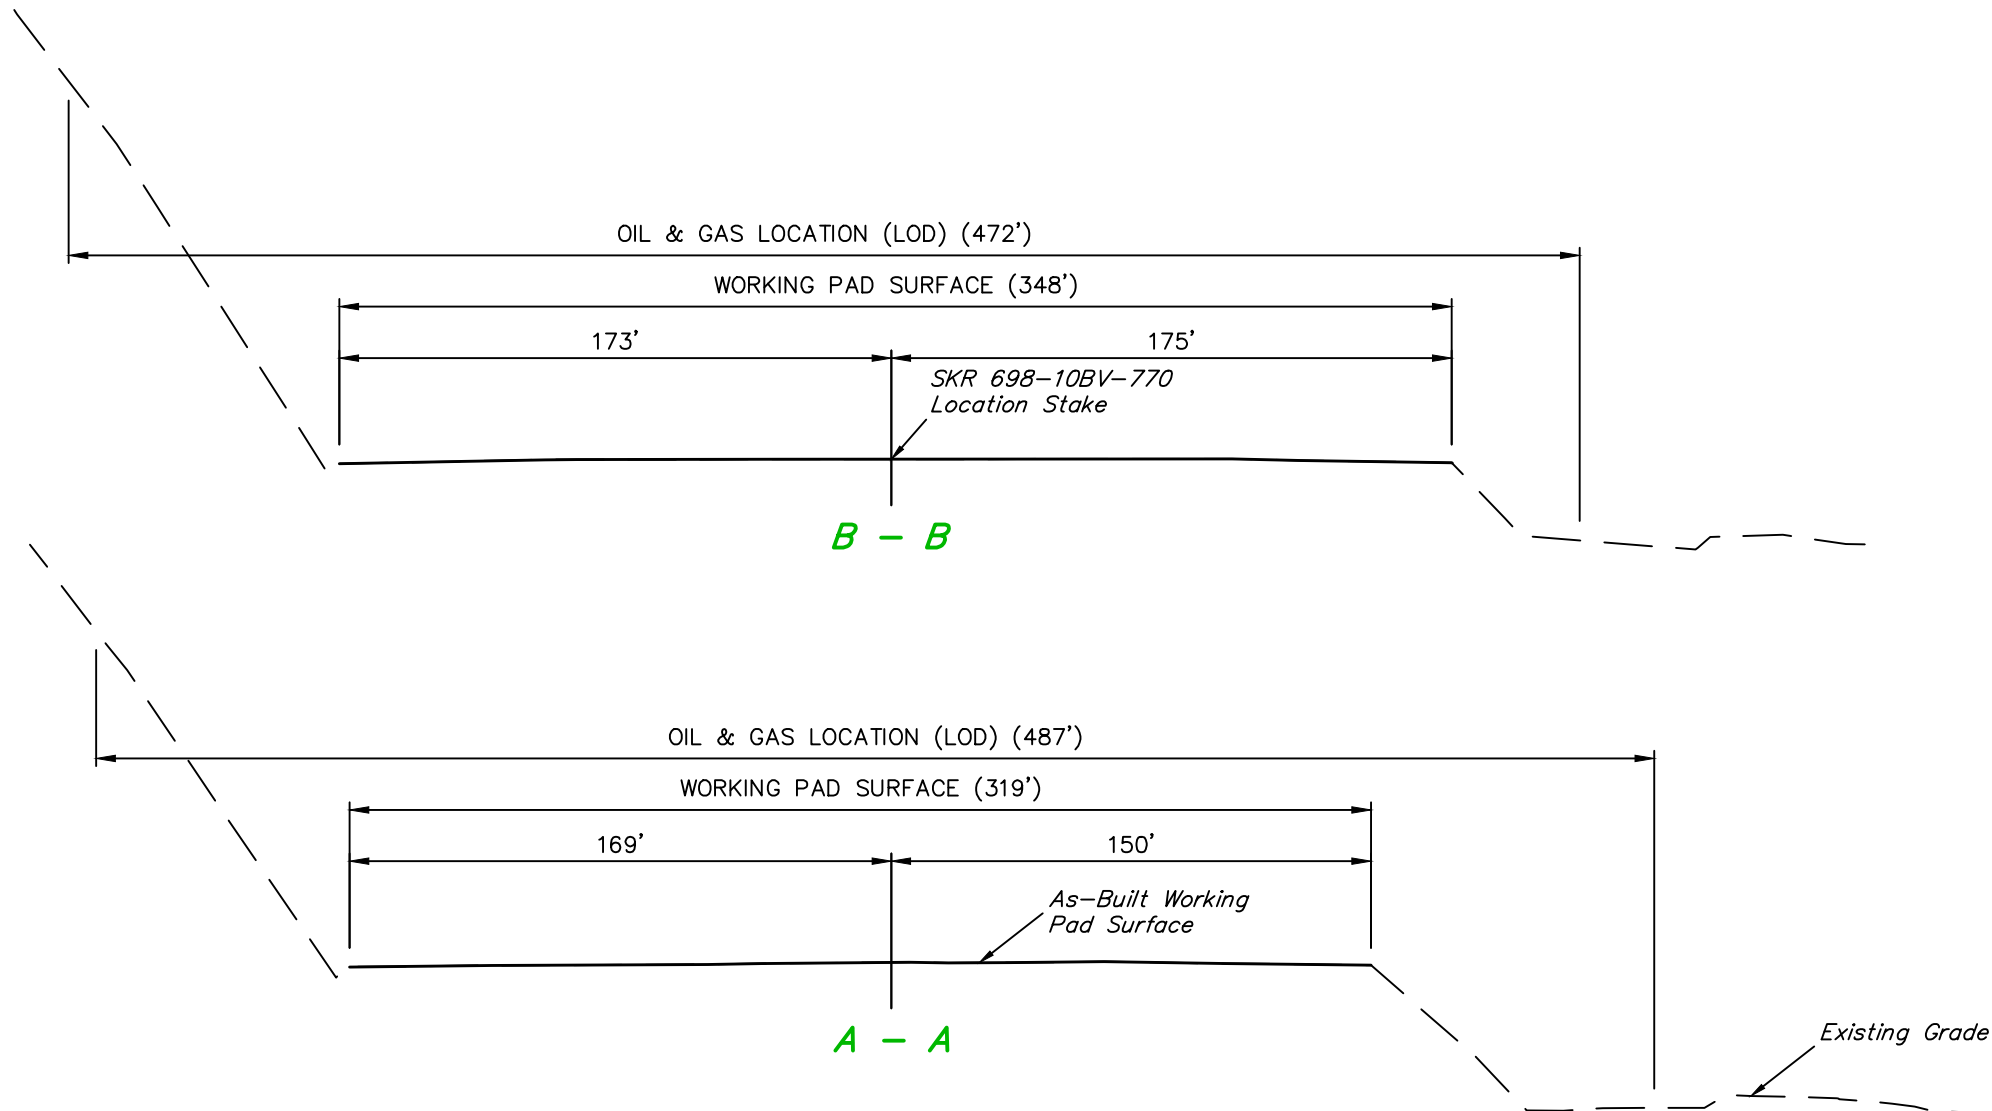 OIL & GAS LOCATION (LOD) (472')
WORKING PAD SURFACE (348')
173'
175'
SKR 698-10BV-770
Location Stake
B - B
OIL & GAS LOCATION (LOD) (487')
WORKING PAD SURFACE (319')
169'
150'
As-Built Working
Pad Surface
A - A
Existing Grade